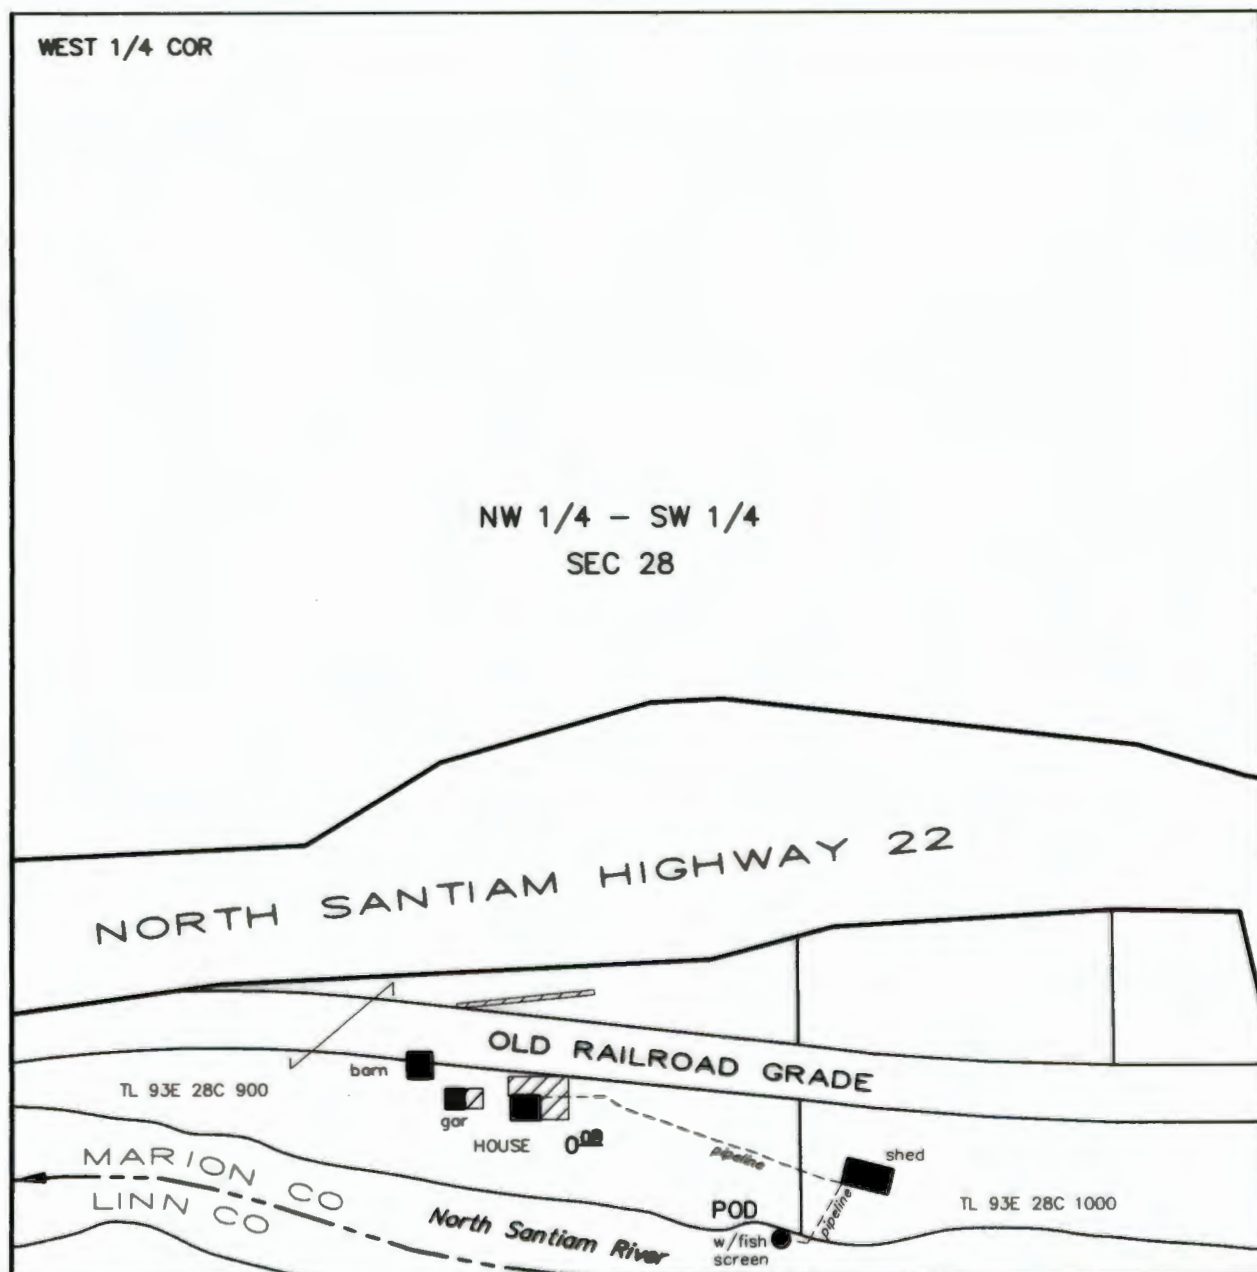 WEST 1/4 COR
NW 1/4 – SW 1/4
SEC 28
NORTH SANTIAM HIGHWAY 22
OLD RAILROAD GRADE
barn
TL 93E 28C 900
gar
HOUSE
pipeline
shed
MARION CO
LINN CO
North Santiam River
POD
w/fish
screen
pipeline
TL 93E 28C 1000